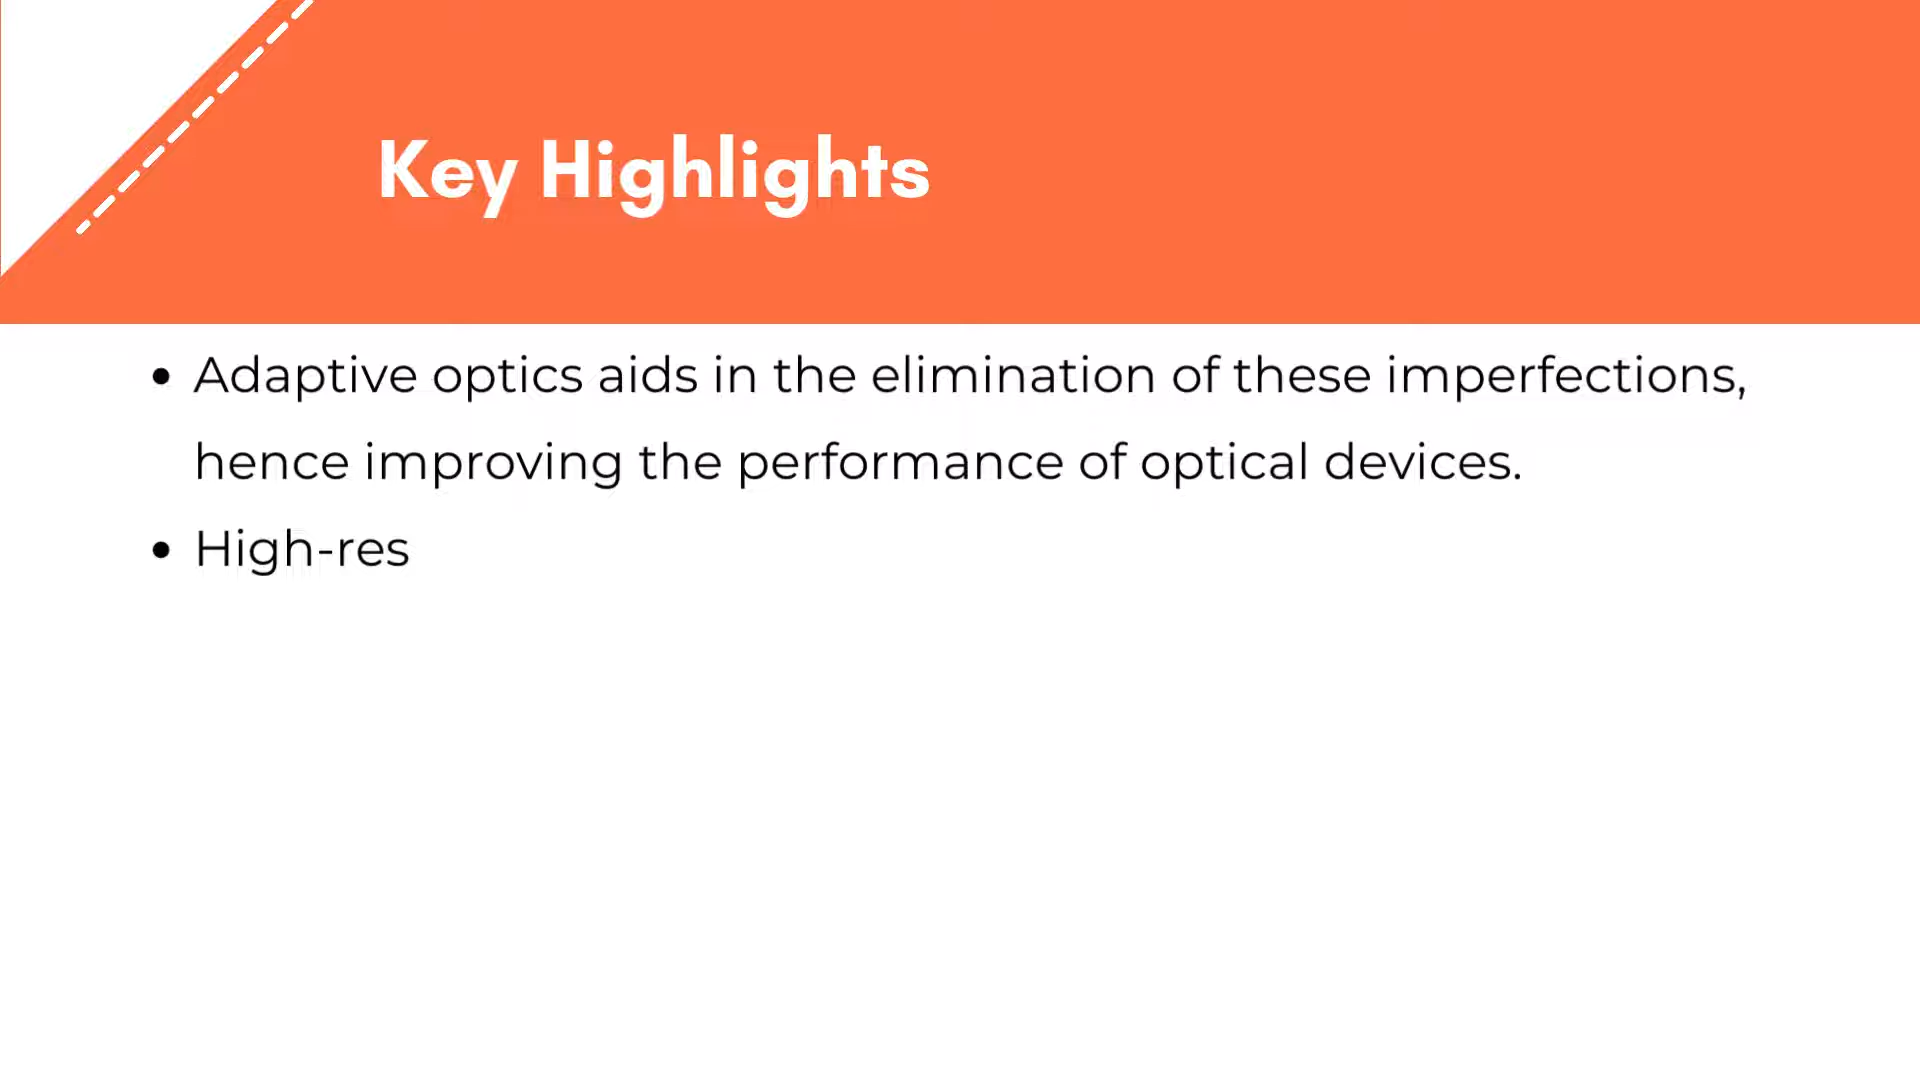 Key Highlights
• Adaptive optics aids in the elimination of these imperfections,
hence improving the performance of optical devices.
• High-res